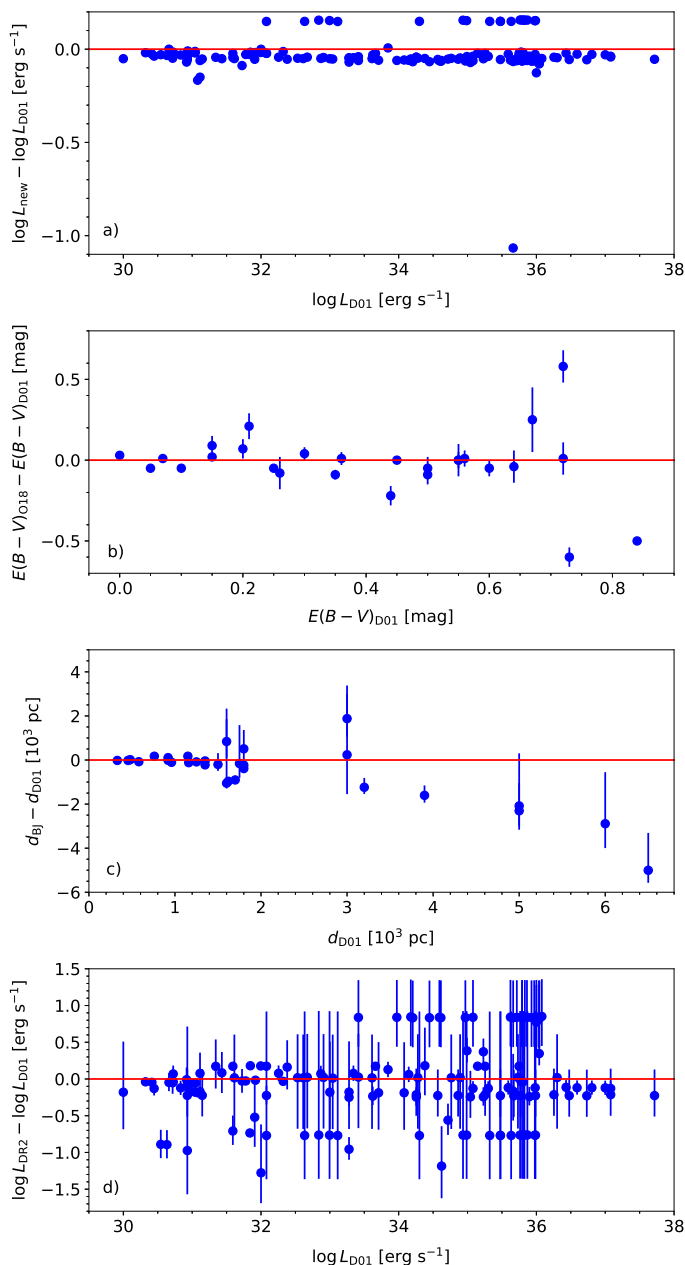 0.0
−0.5
−1.0
log L_new − log L_D01 [erg s⁻¹]
a)
30 32 34 36 38
log L_D01 [erg s⁻¹]
0.5
0.0
−0.5
E(B − V)_O18 − E(B − V)_D01 [mag]
b)
0.0 0.2 0.4 0.6 0.8
E(B − V)_D01 [mag]
4
2
0
−2
−4
−6
d_BJ − d_D01 [10³ pc]
c)
0 1 2 3 4 5 6
d_D01 [10³ pc]
1.5
1.0
0.5
0.0
−0.5
−1.0
−1.5
log L_DR2 − log L_D01 [erg s⁻¹]
d)
30 32 34 36 38
log L_D01 [erg s⁻¹]